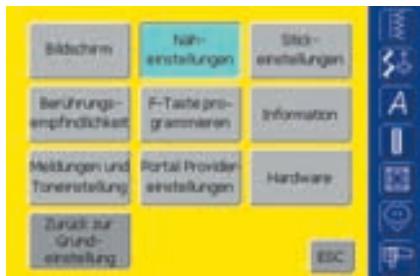 Bildschirm
Näh-
einstellungen
Stick-
einstellungen
Berührungs-
empfindlichkeit
F-Taste pro-
grammieren
Information
Meldungen und
Toneinstellung
Portal Provider-
einstellungen
Hardware
Zurück zur
Grund-
einstellung
ESC
A